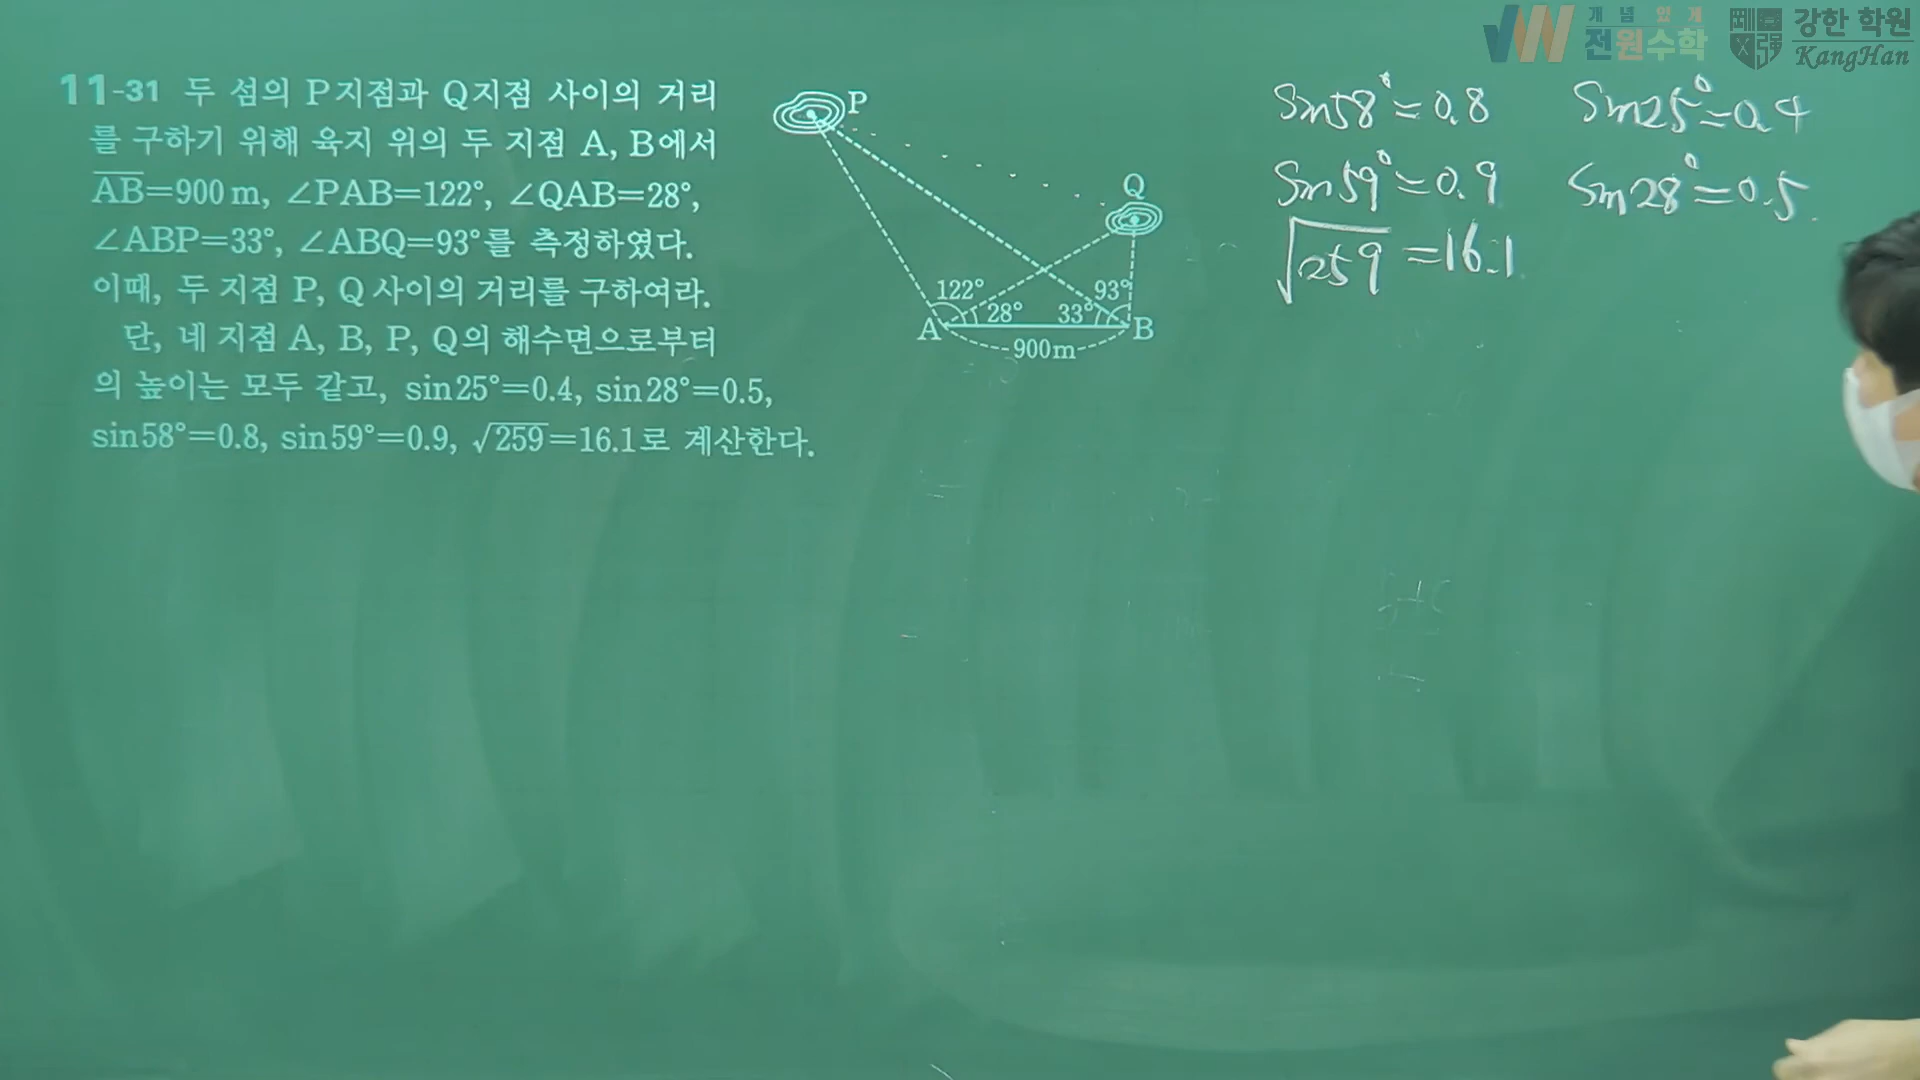 개념있게
전원수학
강한 학원
KangHan
11-31 두 섬의 P지점과 Q지점 사이의 거리
를 구하기 위해 육지 위의 두 지점 A, B에서
\overline{AB}=900 m, ∠PAB=122°, ∠QAB=28°,
∠ABP=33°, ∠ABQ=93°를 측정하였다.
이때, 두 지점 P, Q 사이의 거리를 구하여라.
단, 네 지점 A, B, P, Q의 해수면으로부터
의 높이는 모두 같고, sin25°=0.4, sin28°=0.5,
sin58°=0.8, sin59°=0.9, √259=16.1로 계산한다.
P
Q
122°
93°
28°
33°
A
B
900m
sin58°=0.8 sin25°=0.4
sin59°=0.9 sin28°=0.5
√259=16.1